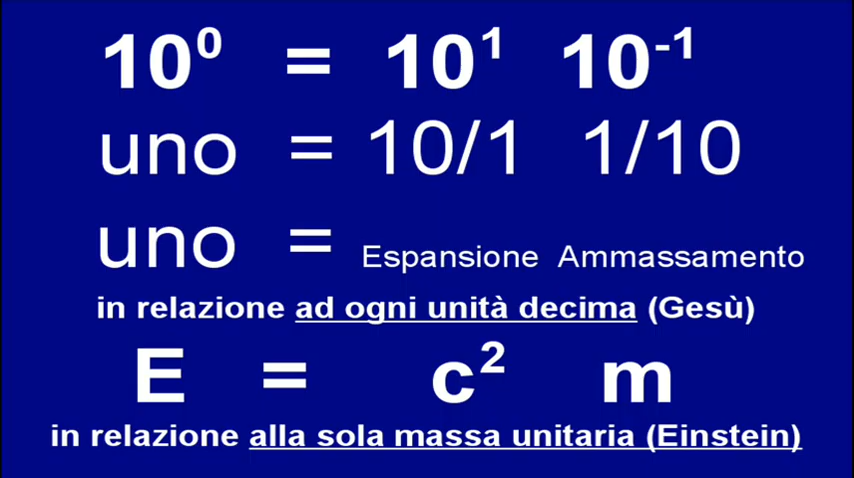 10⁰ = 10¹ 10⁻¹
uno = 10/1 1/10
uno = Espansione Ammassamento
in relazione ad ogni unità decima (Gesù)
E = c² m
in relazione alla sola massa unitaria (Einstein)